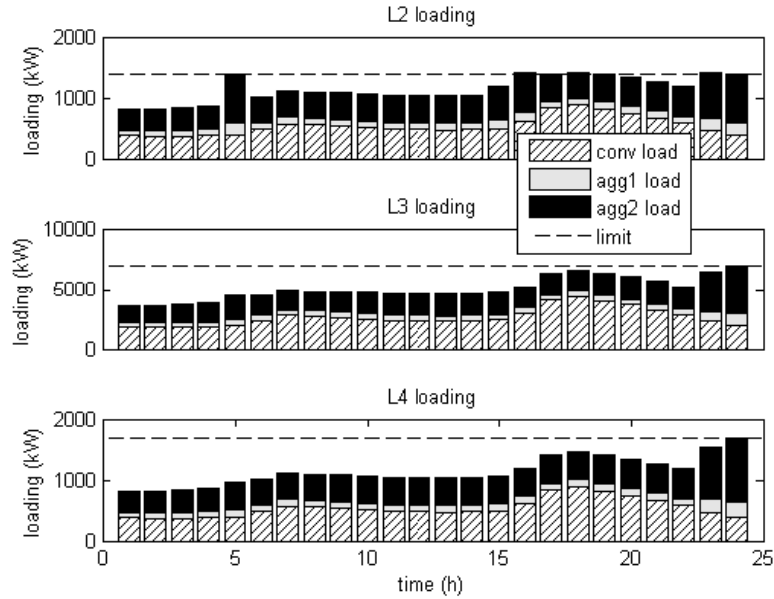 L2 loading
2000
1000
0
loading (kW)
conv load
agg1 load
agg2 load
limit
L3 loading
10000
5000
0
loading (kW)
L4 loading
2000
1000
0
loading (kW)
0 5 10 15 20 25
time (h)